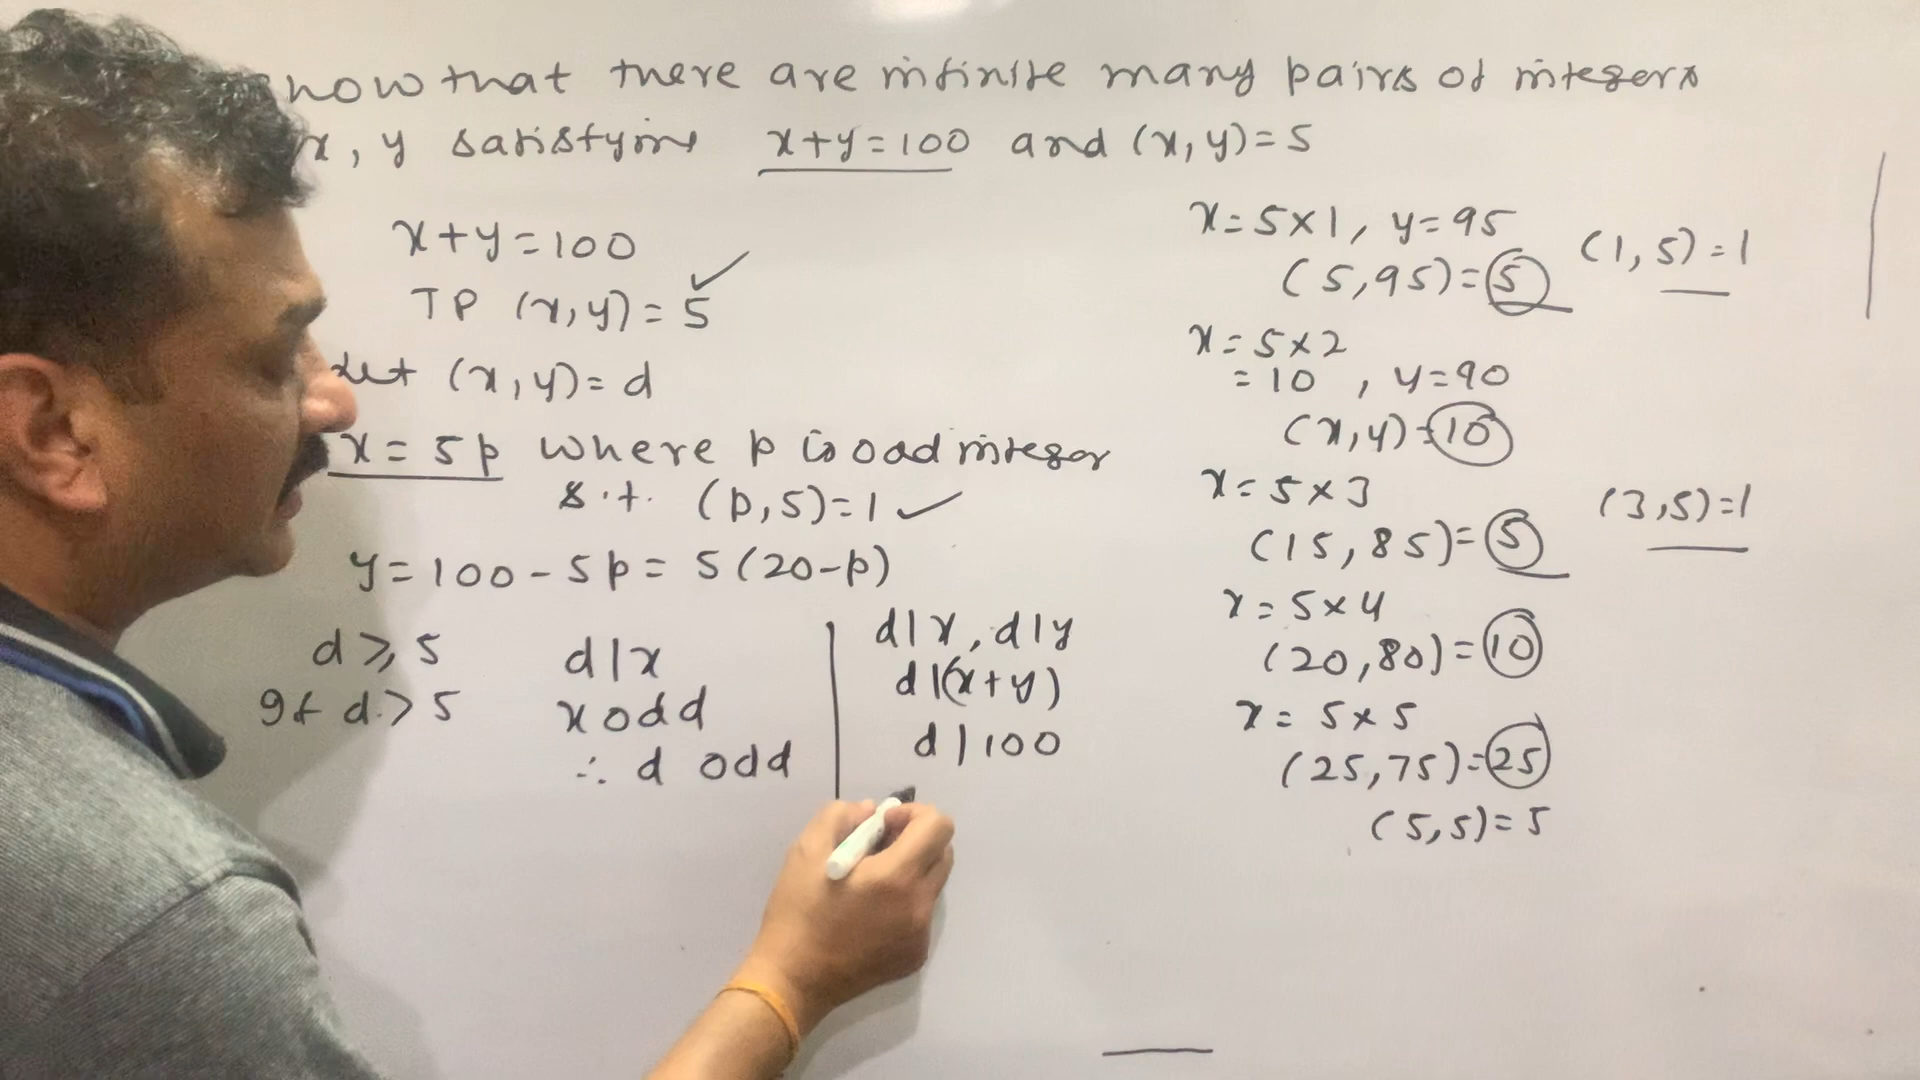 how that there are infinite many pairs of integers
x, y satisfying x+y=100 and (x,y)=5
x+y=100
TP (x,y)=5 ✓
Let (x,y)=d
x=5p where p is odd integer
s.t. (p,5)=1 ✓
y=100-5p=5(20-p)
d≥5
If d>5
d|x
x odd
∴ d odd
d|x, d|y
d|(x+y)
d|100
x=5×1, y=95
(5,95)=5
(1,5)=1
x=5×2
=10, y=90
(x,y)=10
x=5×3
(15,85)=5
(3,5)=1
x=5×4
(20,80)=10
x=5×5
(25,75)=25
(5,5)=5